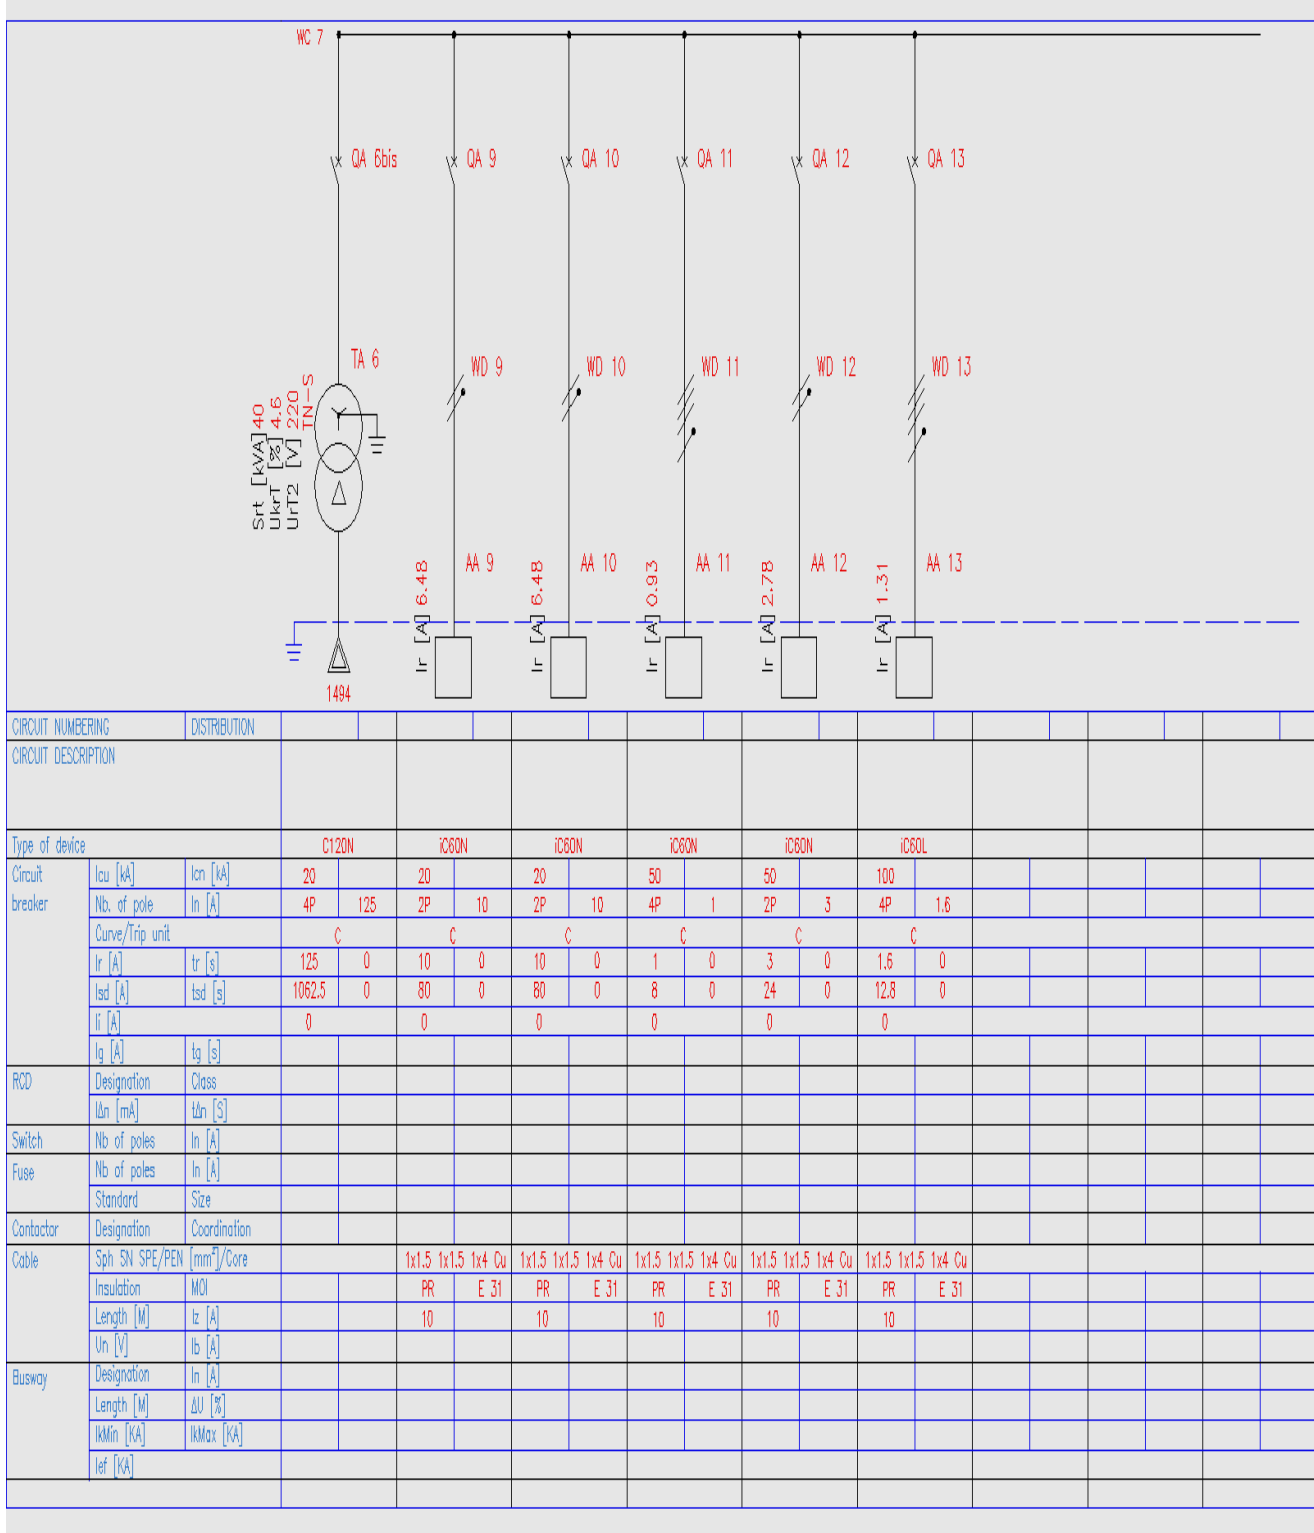 WC 7
QA 6bis QA 9 QA 10 QA 11 QA 12 QA 13
TA 6
WD 9 WD 10 WD 11 WD 12 WD 13
Srt [kVA] 40
UkrT [%] 4.6
UrT2 [V] 220
TN-S
AA 9 AA 10 AA 11 AA 12 AA 13
Ir [A] 6.48
Ir [A] 6.48
Ir [A] 0.93
Ir [A] 2.78
Ir [A] 1.31
1494
CIRCUIT NUMBERING DISTRIBUTION
CIRCUIT DESCRIPTION
Type of device C120N iC60N iC60N iC60N iC60N iC60L
Circuit breaker
Icu [kA] Icn [kA] 20 20 20 50 50 100
Nb. of pole In [A] 4P 125 2P 10 2P 10 4P 1 2P 3 4P 1.6
Curve/Trip unit C C C C C C
Ir [A] tr [s] 125 0 10 0 10 0 1 0 3 0 1.6 0
Isd [A] tsd [s] 1062.5 0 80 0 80 0 8 0 24 0 12.8 0
Ii [A] 0 0 0 0 0 0
Ig [A] tg [s]
RCD Designation Class
IΔn [mA] tΔn [S]
Switch Nb of poles In [A]
Fuse Nb of poles In [A]
Standard Size
Contactor Designation Coordination
Cable Sph SN SPE/PEN [mm²]/Core 1x1.5 1x1.5 1x4 Cu 1x1.5 1x1.5 1x4 Cu 1x1.5 1x1.5 1x4 Cu 1x1.5 1x1.5 1x4 Cu 1x1.5 1x1.5 1x4 Cu
Insulation MOI PR E 31 PR E 31 PR E 31 PR E 31 PR E 31
Length [M] Iz [A] 10 10 10 10 10
Un [V] Ib [A]
Busway Designation In [A]
Length [M] ΔU [%]
IkMin [KA] IkMax [KA]
Ief [KA]